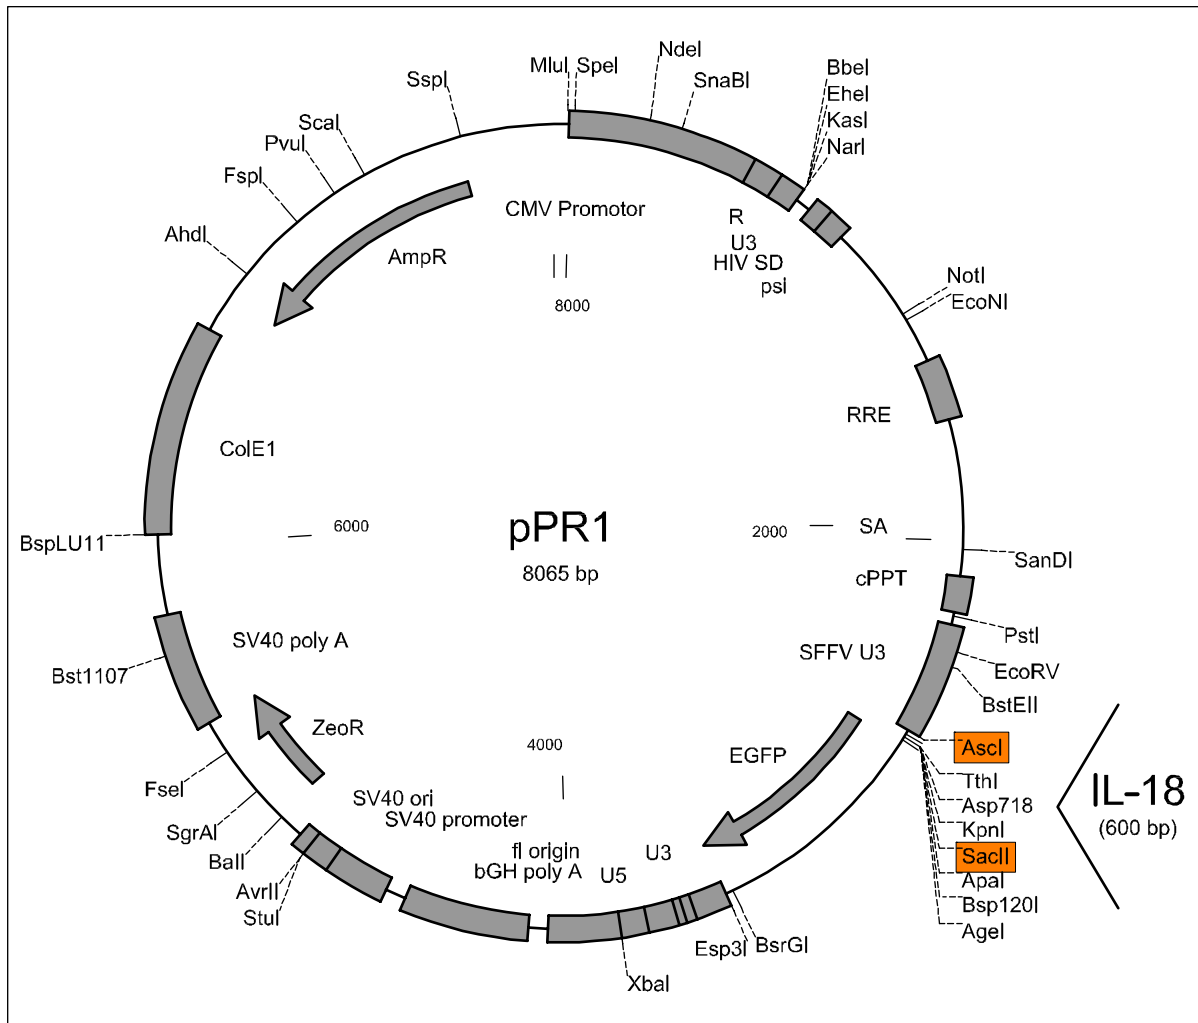 MluI
SpeI
NdeI
SnaBI
BbeI
EheI
KasI
NarI
SspI
ScaI
PvuI
FspI
AhdI
AmpR
CMV Promotor
R
U3
HIV SD
psi
8000
NotI
EcoNI
RRE
ColE1
6000
pPR1
8065 bp
2000
SA
cPPT
SanDI
BspLU11
SV40 poly A
Bst1107
SFFV U3
PstI
EcoRV
BstEII
ZeoR
4000
EGFP
AscI
TthI
Asp718
KpnI
SacII
ApaI
Bsp120I
AgeI
IL-18
(600 bp)
FseI
SgrAI
BalI
AvrII
StuI
SV40 ori
SV40 promoter
fI origin
bGH poly A
U5
U3
Esp3I
BsrGI
XbaI